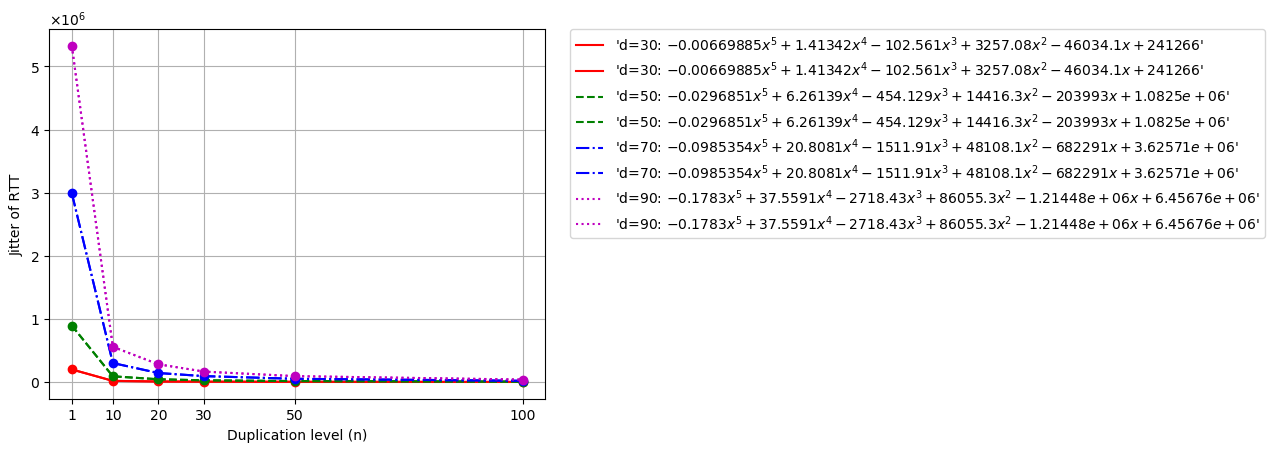 ×10⁶
5
4
3
2
1
0
Jitter of RTT
1 10 20 30 50 100
Duplication level (n)
'd=30: −0.00669885x⁵ + 1.41342x⁴ − 102.561x³ + 3257.08x² − 46034.1x + 241266'
'd=30: −0.00669885x⁵ + 1.41342x⁴ − 102.561x³ + 3257.08x² − 46034.1x + 241266'
'd=50: −0.0296851x⁵ + 6.26139x⁴ − 454.129x³ + 14416.3x² − 203993x + 1.0825e + 06'
'd=50: −0.0296851x⁵ + 6.26139x⁴ − 454.129x³ + 14416.3x² − 203993x + 1.0825e + 06'
'd=70: −0.0985354x⁵ + 20.8081x⁴ − 1511.91x³ + 48108.1x² − 682291x + 3.62571e + 06'
'd=70: −0.0985354x⁵ + 20.8081x⁴ − 1511.91x³ + 48108.1x² − 682291x + 3.62571e + 06'
'd=90: −0.1783x⁵ + 37.5591x⁴ − 2718.43x³ + 86055.3x² − 1.21448e + 06x + 6.45676e + 06'
'd=90: −0.1783x⁵ + 37.5591x⁴ − 2718.43x³ + 86055.3x² − 1.21448e + 06x + 6.45676e + 06'